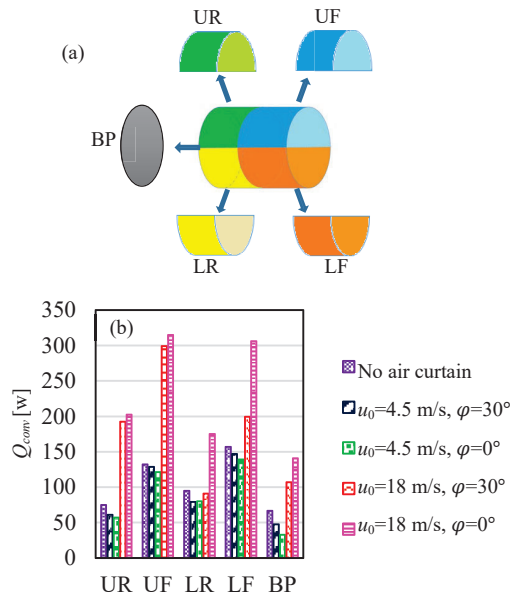 UR UF
(a)
BP
LR LF
(b)
Q_conv [w]
350
300
250
200
150
100
50
0
UR UF LR LF BP
No air curtain
u₀=4.5 m/s, φ=30°
u₀=4.5 m/s, φ=0°
u₀=18 m/s, φ=30°
u₀=18 m/s, φ=0°